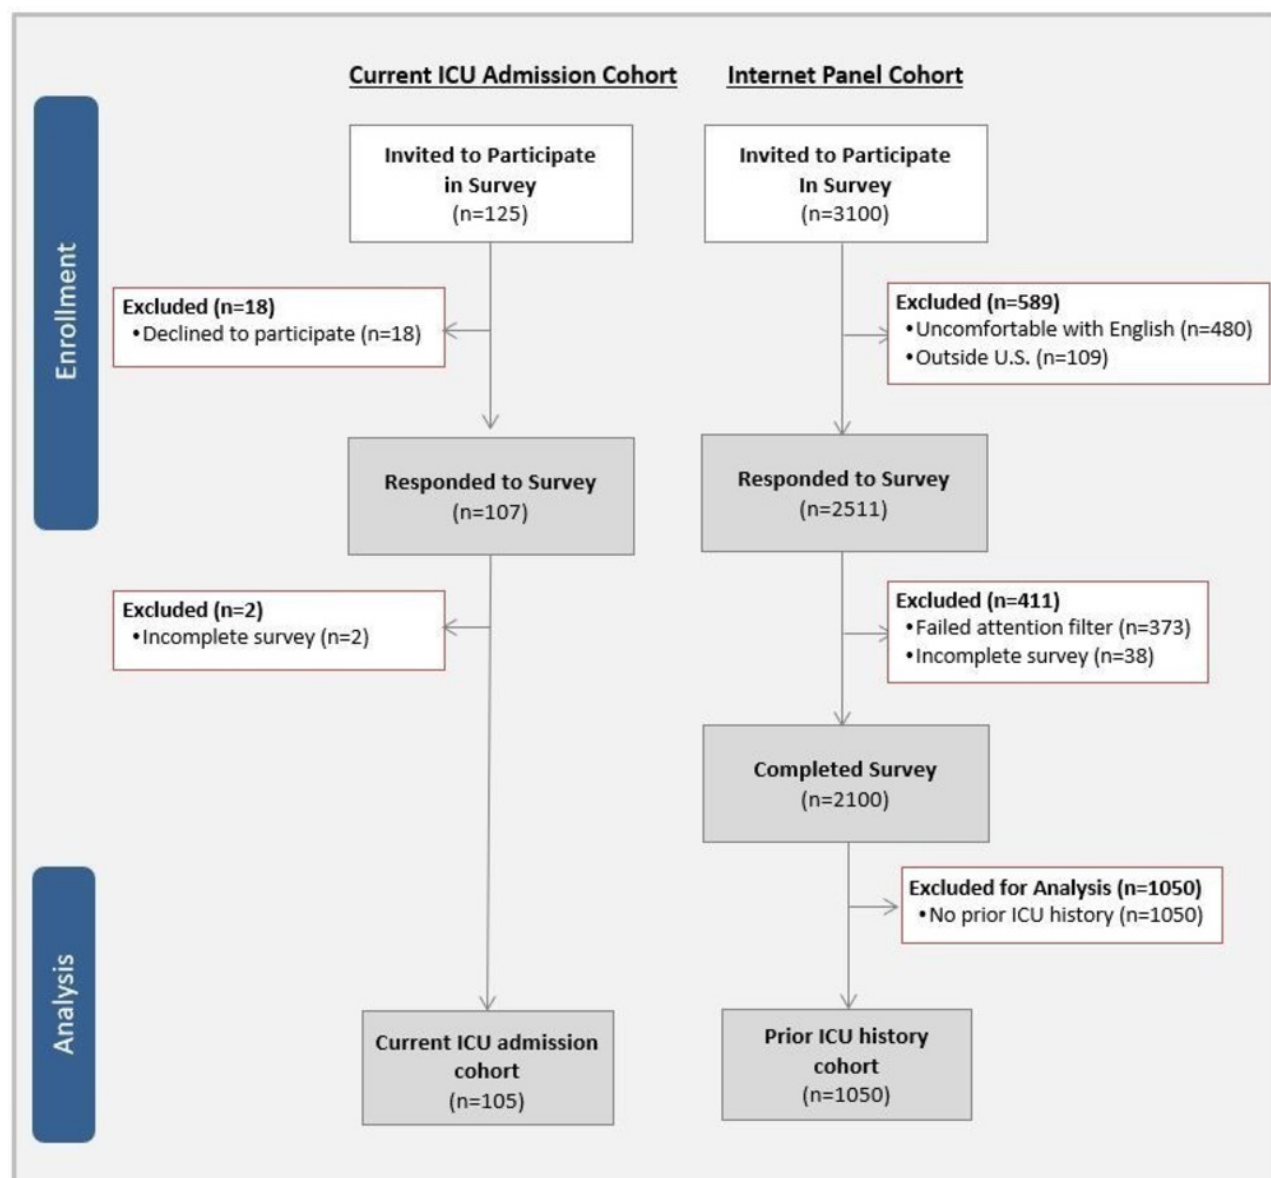 Current ICU Admission Cohort
Internet Panel Cohort
Enrollment
Invited to Participate
in Survey
(n=125)
Invited to Participate
In Survey
(n=3100)
Excluded (n=18)
•Declined to participate (n=18)
Excluded (n=589)
•Uncomfortable with English (n=480)
•Outside U.S. (n=109)
Responded to Survey
(n=107)
Responded to Survey
(n=2511)
Excluded (n=2)
•Incomplete survey (n=2)
Excluded (n=411)
•Failed attention filter (n=373)
•Incomplete survey (n=38)
Completed Survey
(n=2100)
Analysis
Excluded for Analysis (n=1050)
•No prior ICU history (n=1050)
Current ICU admission
cohort
(n=105)
Prior ICU history
cohort
(n=1050)